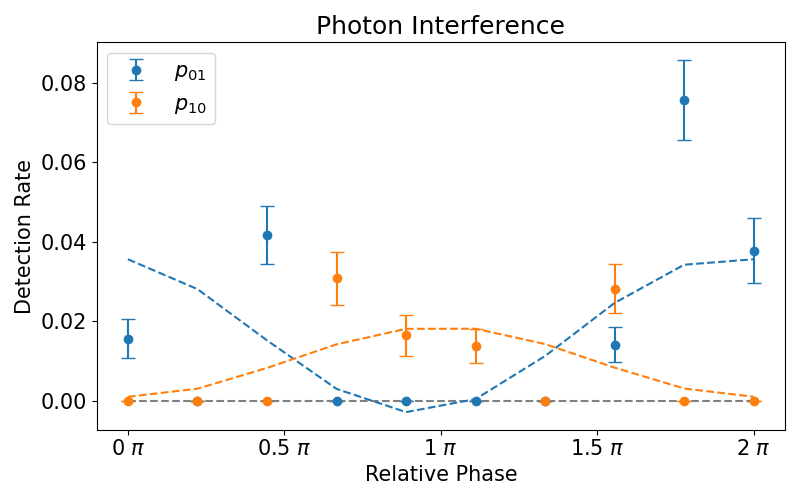 Photon Interference
p01
p10
Detection Rate
0.08
0.06
0.04
0.02
0.00
0 π
0.5 π
1 π
1.5 π
2 π
Relative Phase